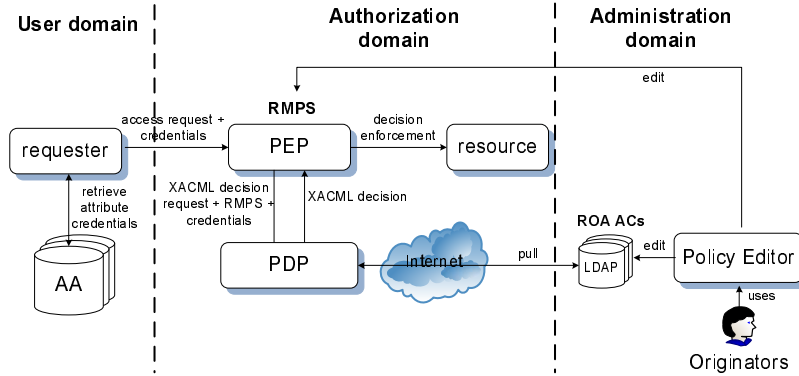 User domain
Authorization
domain
Administration
domain
edit
RMPS
access request +
credentials
decision
enforcement
requester
PEP
resource
retrieve
attribute
credentials
XACML decision
request + RMPS +
credentials
XACML decision
ROA ACs
AA
PDP
Internet
pull
LDAP
edit
Policy Editor
uses
Originators